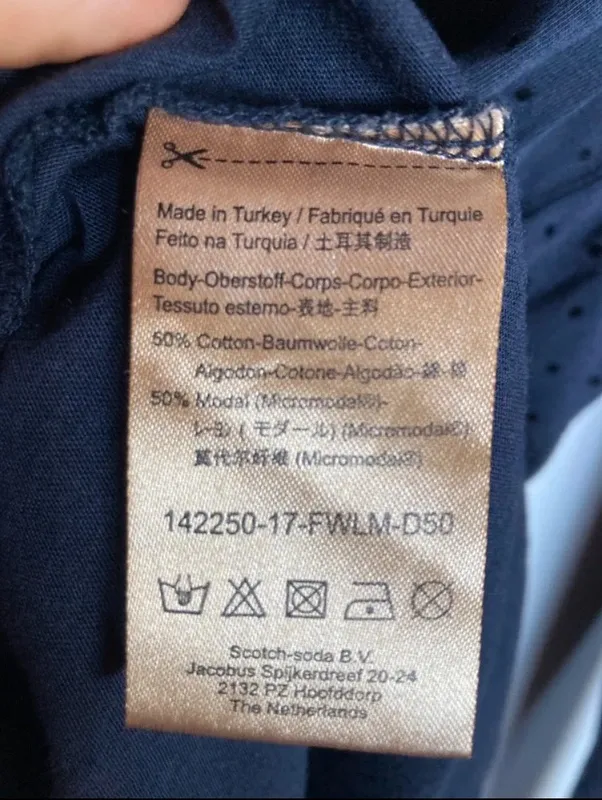 Made in Turkey / Fabriqué en Turquie
Feito na Turquia / 土耳其制造
Body-Oberstoff-Corps-Corpo-Exterior-
Tessuto esterno-表地-主料
50% Cotton-Baumwolle-Coton-
Algodon-Cotone-Algodão-綿-棉
50% Modal (Micromodal®)-
レーヨン ( モダール) (Micromodal®)
莫代尔纤维 (Micromodal®)
142250-17-FWLM-D50
Scotch-soda B.V.
Jacobus Spijkerdreef 20-24
2132 PZ Hoofddorp
The Netherlands